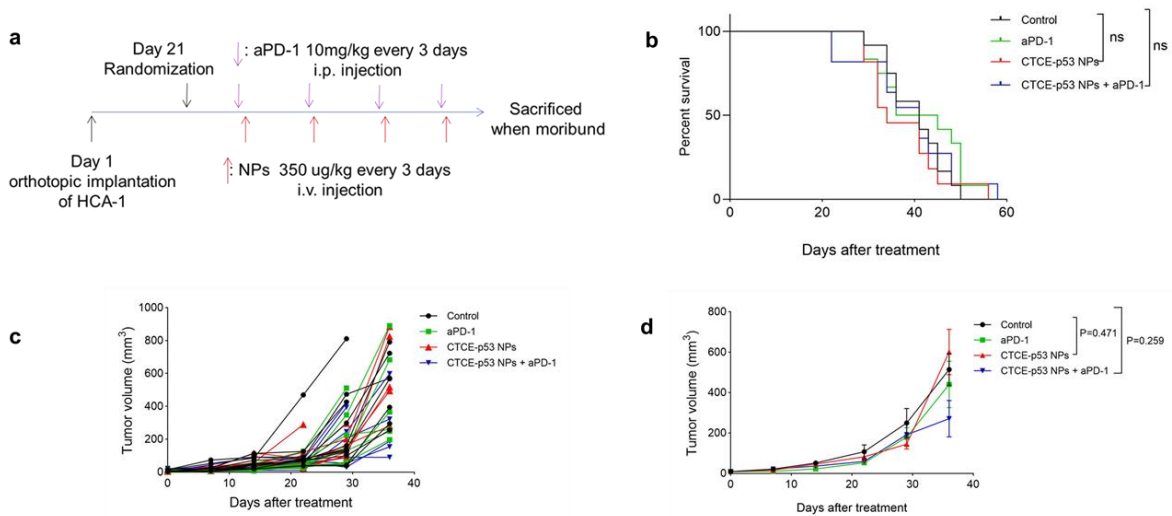 a
Day 21
Randomization
: aPD-1 10mg/kg every 3 days
i.p. injection
Sacrificed
when moribund
Day 1
orthotopic implantation
of HCA-1
: NPs 350 ug/kg every 3 days
i.v. injection
b
Percent survival
100
50
0
0 20 40 60
Days after treatment
Control
aPD-1
CTCE-p53 NPs
CTCE-p53 NPs + aPD-1
ns
ns
c
Tumor volume (mm3)
1000
800
600
400
200
0
0 10 20 30 40
Days after treatment
Control
aPD-1
CTCE-p53 NPs
CTCE-p53 NPs + aPD-1
d
Tumor volume (mm3)
800
600
400
200
0
0 10 20 30 40
Days after treatment
Control
aPD-1
CTCE-p53 NPs
CTCE-p53 NPs + aPD-1
P=0.471
P=0.259